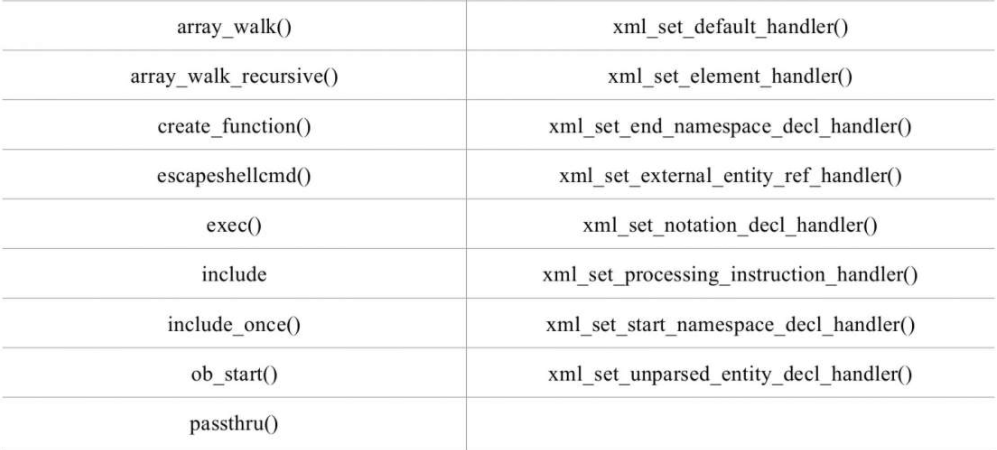 array_walk() xml_set_default_handler()
array_walk_recursive() xml_set_element_handler()
create_function() xml_set_end_namespace_decl_handler()
escapeshellcmd() xml_set_external_entity_ref_handler()
exec() xml_set_notation_decl_handler()
include xml_set_processing_instruction_handler()
include_once() xml_set_start_namespace_decl_handler()
ob_start() xml_set_unparsed_entity_decl_handler()
passthru()